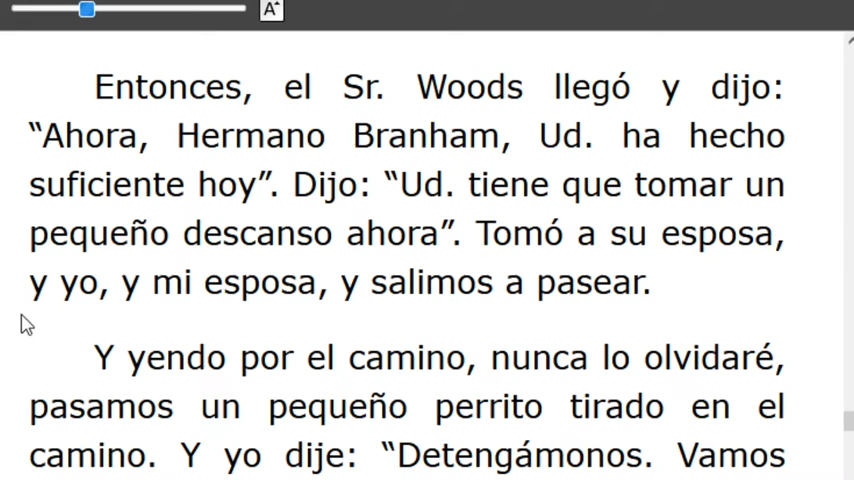 A
Entonces, el Sr. Woods llegó y dijo:
“Ahora, Hermano Branham, Ud. ha hecho
suficiente hoy”. Dijo: “Ud. tiene que tomar un
pequeño descanso ahora”. Tomó a su esposa,
y yo, y mi esposa, y salimos a pasear.
Y yendo por el camino, nunca lo olvidaré,
pasamos un pequeño perrito tirado en el
camino. Y yo dije: “Detengámonos. Vamos